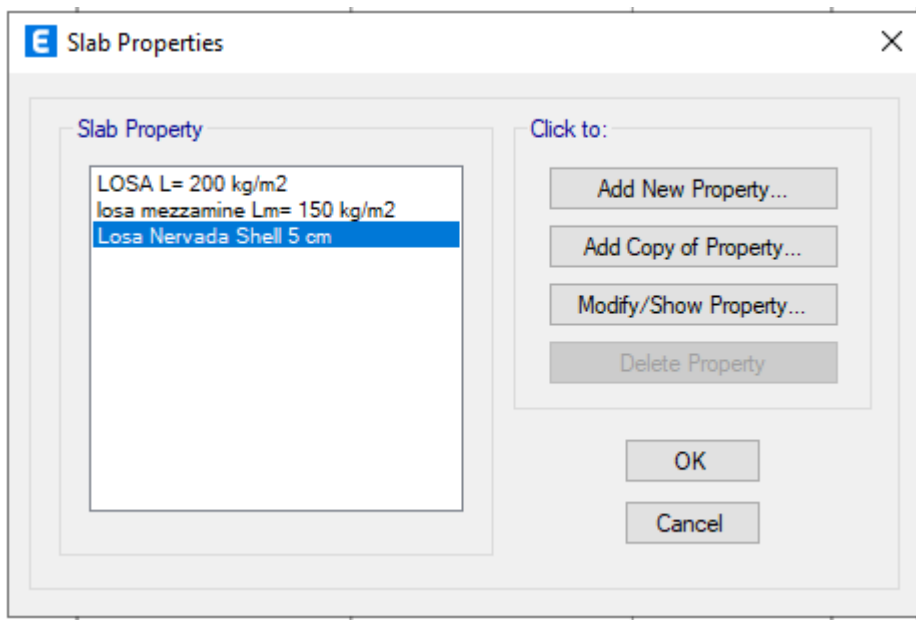 E Slab Properties
Slab Property
LOSA L= 200 kg/m2
losa mezzamine Lm= 150 kg/m2
Losa Nervada Shell 5 cm
Click to:
Add New Property...
Add Copy of Property...
Modify/Show Property...
Delete Property
OK
Cancel